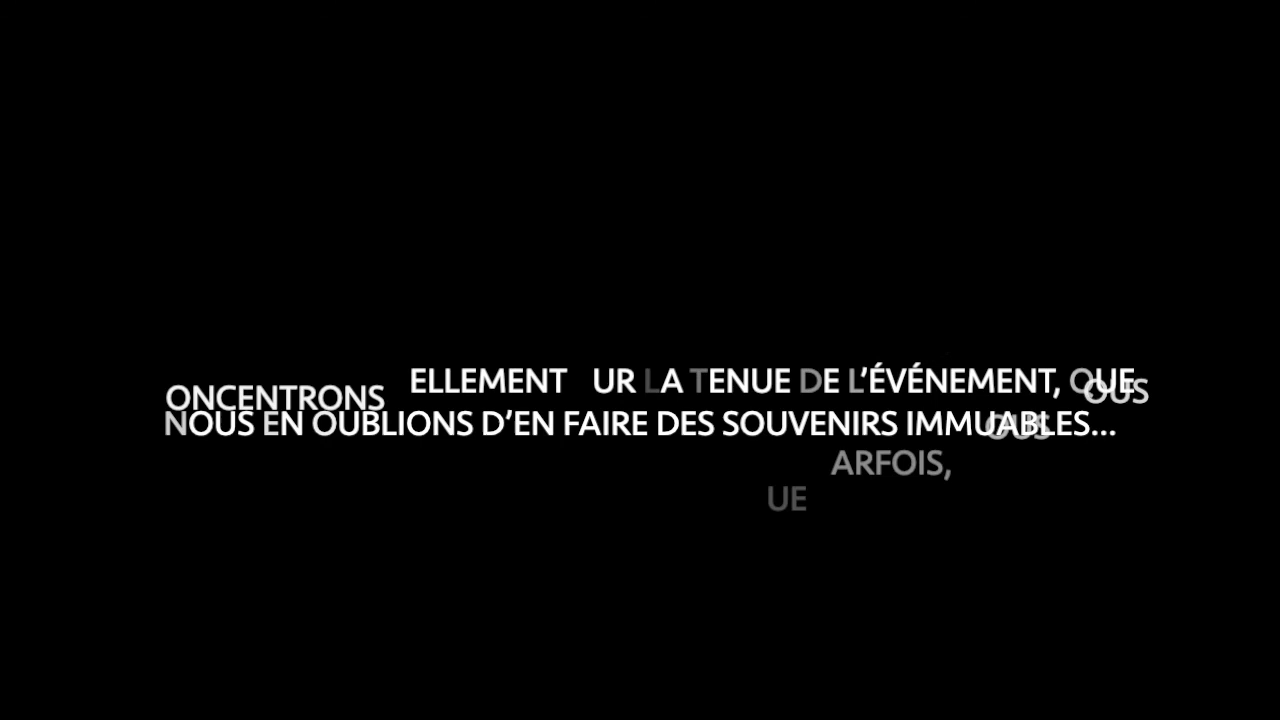 ELLEMENT UR LA TENUE DE L’ÉVÉNEMENT, QUE
OUS
ONCENTRONS
NOUS EN OUBLIONS D’EN FAIRE DES SOUVENIRS IMMUABLES...
OUS
ARFOIS,
UE